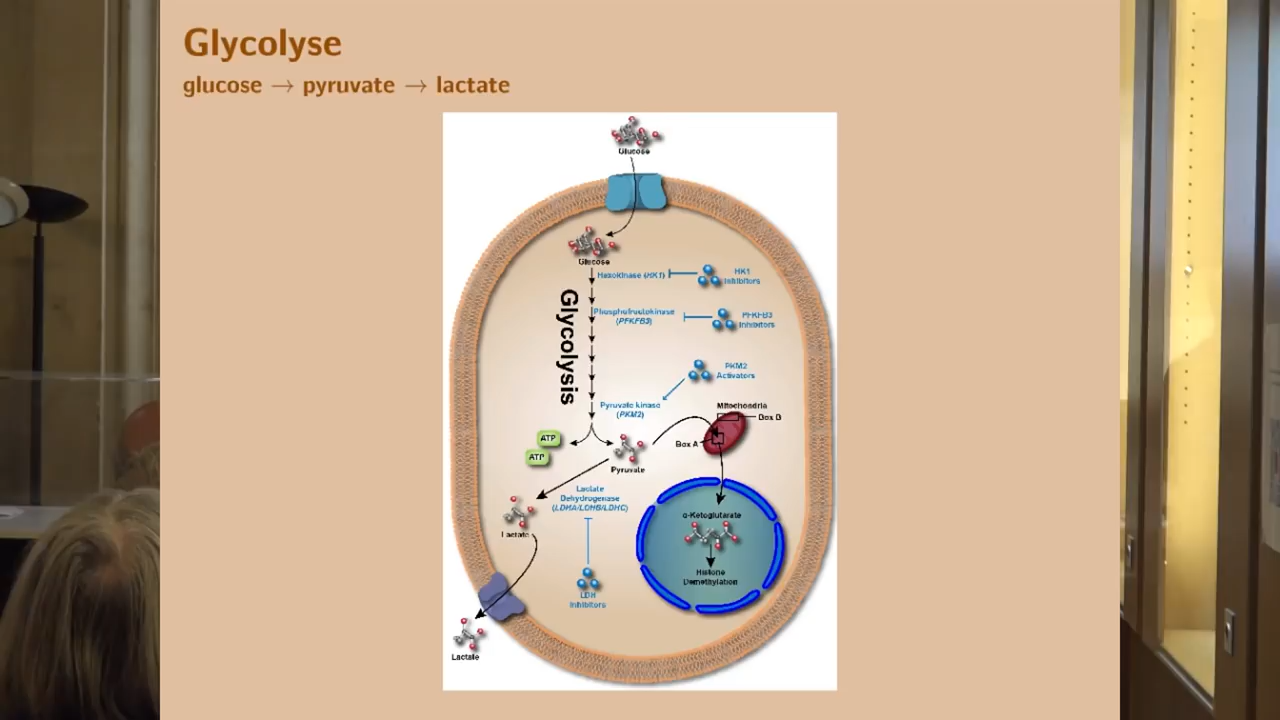 Glycolyse
glucose → pyruvate → lactate
Glucose
Glucose
Hexokinase (HK1)
HK1
Inhibitors
Glycolysis
Phosphofructokinase
(PFKFB3)
PFKFB3
Inhibitors
PKM2
Activators
Pyruvate kinase
(PKM2)
Mitochondria
Box B
Box A
ATP
ATP
Pyruvate
Lactate
Dehydrogenase
(LDHA/LDHB/LDHC)
Lactate
α-Ketoglutarate
Histone
Demethylation
LDH
Inhibitors
Lactate